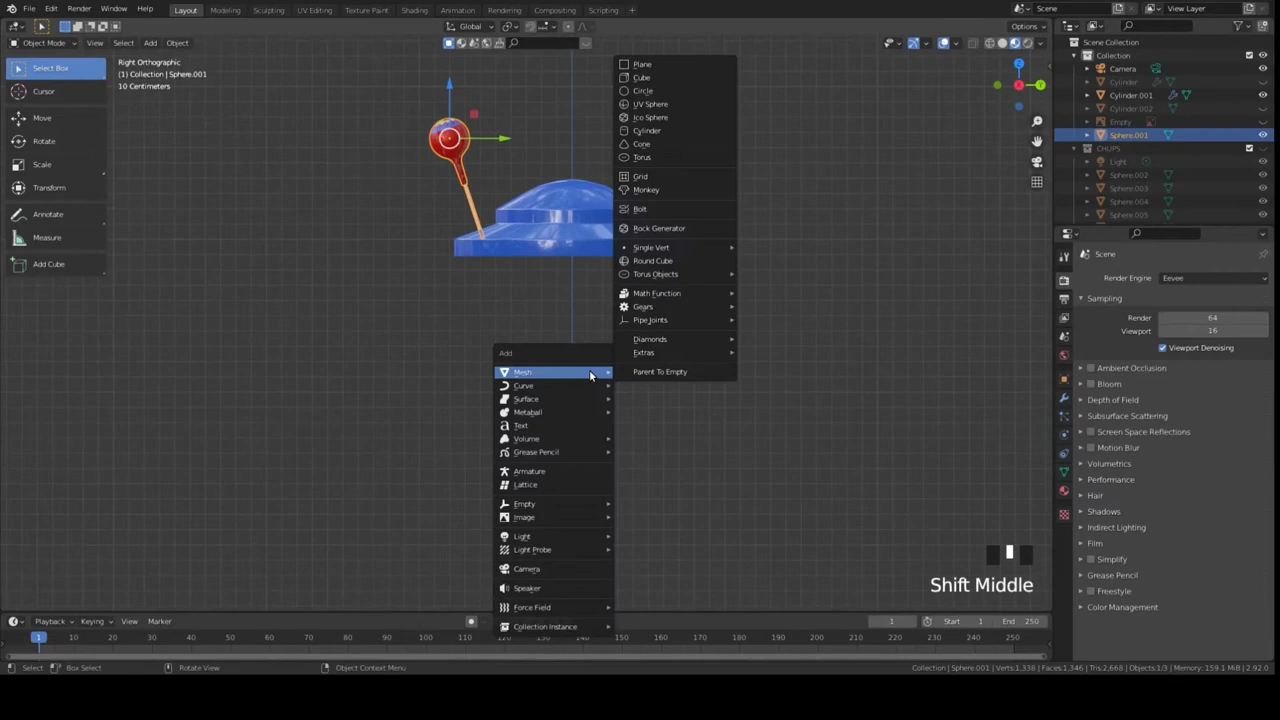 File Edit Render Window Help Layout Modeling Sculpting UV Editing Texture Paint Shading Animation Rendering Compositing Scripting Scene View Layer
Global Options
Object Mode View Select Add Object
Select Box
Cursor
Move
Rotate
Scale
Transform
Annotate
Measure
Add Cube
Right Orthographic
(1) Collection | Sphere.001
10 Centimeters
Add
Mesh
Curve
Surface
Metaball
Text
Volume
Grease Pencil
Armature
Lattice
Empty
Image
Light
Light Probe
Camera
Speaker
Force Field
Collection Instance
Plane
Cube
Circle
UV Sphere
Ico Sphere
Cylinder
Cone
Torus
Grid
Monkey
Bolt
Rock Generator
Single Vert
Round Cube
Torus Objects
Math Function
Gears
Pipe Joints
Diamonds
Extras
Parent To Empty
Z
Y
Shift Middle
Scene Collection
Collection
Camera
Cylinder
Cylinder.001
Cylinder.002
Empty
Sphere.001
CHUPS
Light
Sphere.002
Sphere.003
Sphere.004
Sphere.005
Scene
Render Engine Eevee
Sampling
Render 64
Viewport 16
Viewport Denoising
Ambient Occlusion
Bloom
Depth of Field
Subsurface Scattering
Screen Space Reflections
Motion Blur
Volumetrics
Performance
Hair
Shadows
Indirect Lighting
Film
Simplify
Grease Pencil
Freestyle
Color Management
Playback Keying View Marker 1 Start 1 End 250
1 10 20 30 40 50 60 70 80 90 100 110 120 130 140 150 160 170 180 190 200 210 220 230 240 250
Select Box Select Rotate View Object Context Menu Collection | Sphere.001 | Verts:1,338 | Faces:1,346 | Tris:2,668 | Objects:1/3 | Memory: 159.1 MiB | 2.92.0